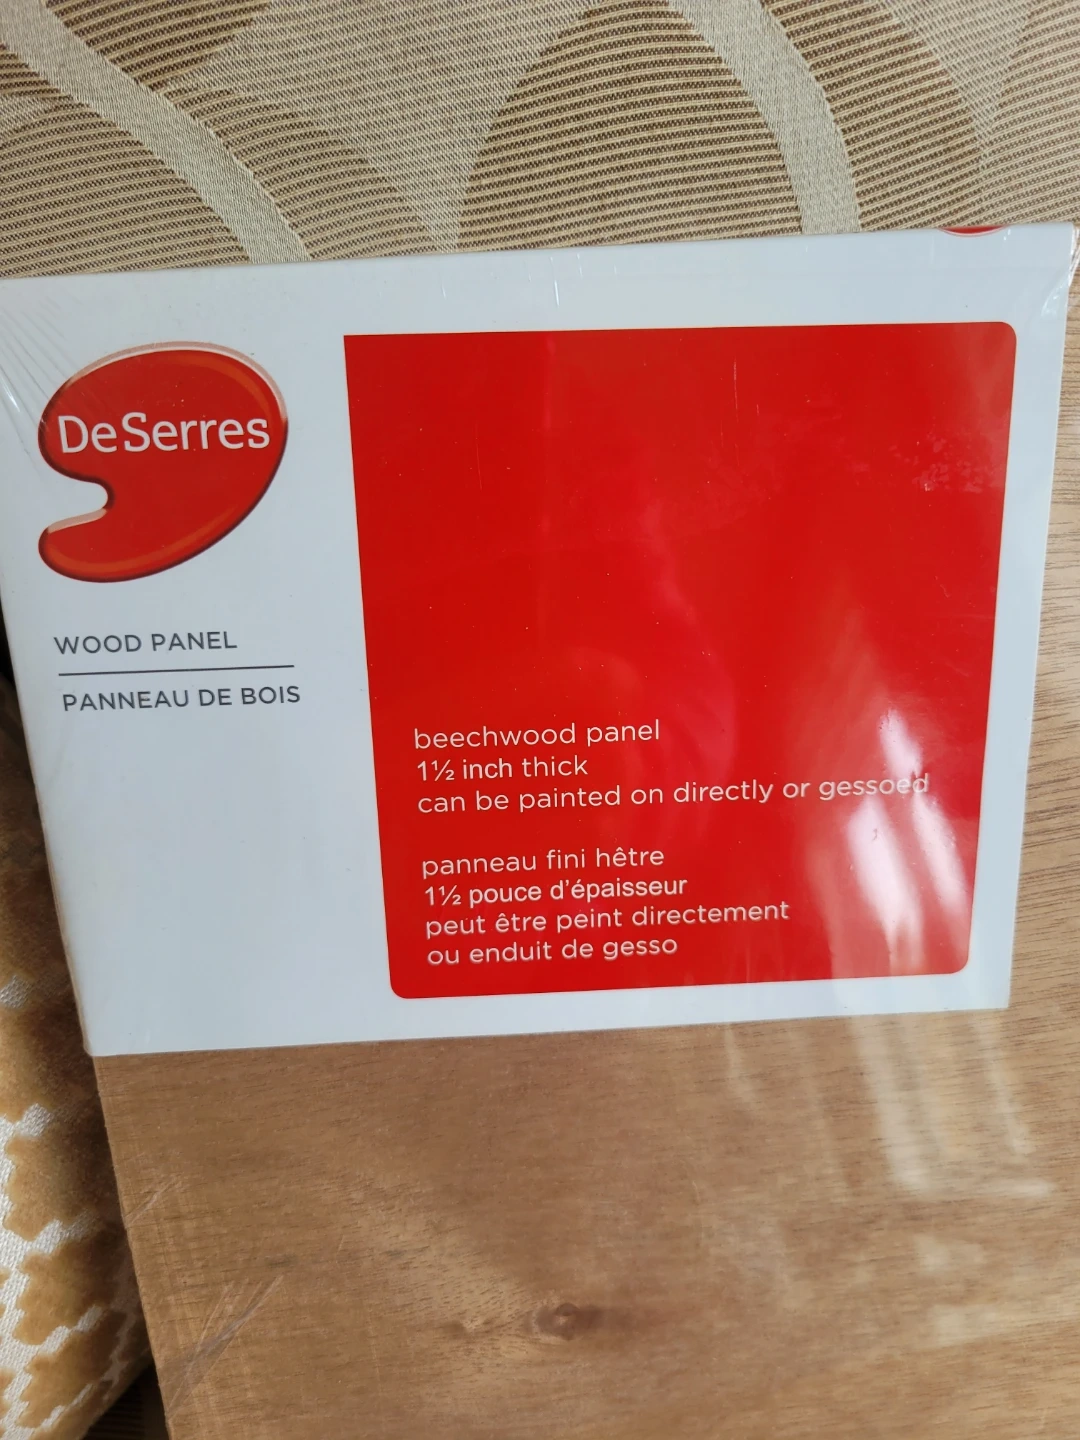 DeSerres
WOOD PANEL
PANNEAU DE BOIS
beechwood panel
1½ inch thick
can be painted on directly or gessoed
panneau fini hêtre
1½ pouce d'épaisseur
peut être peint directement
ou enduit de gesso